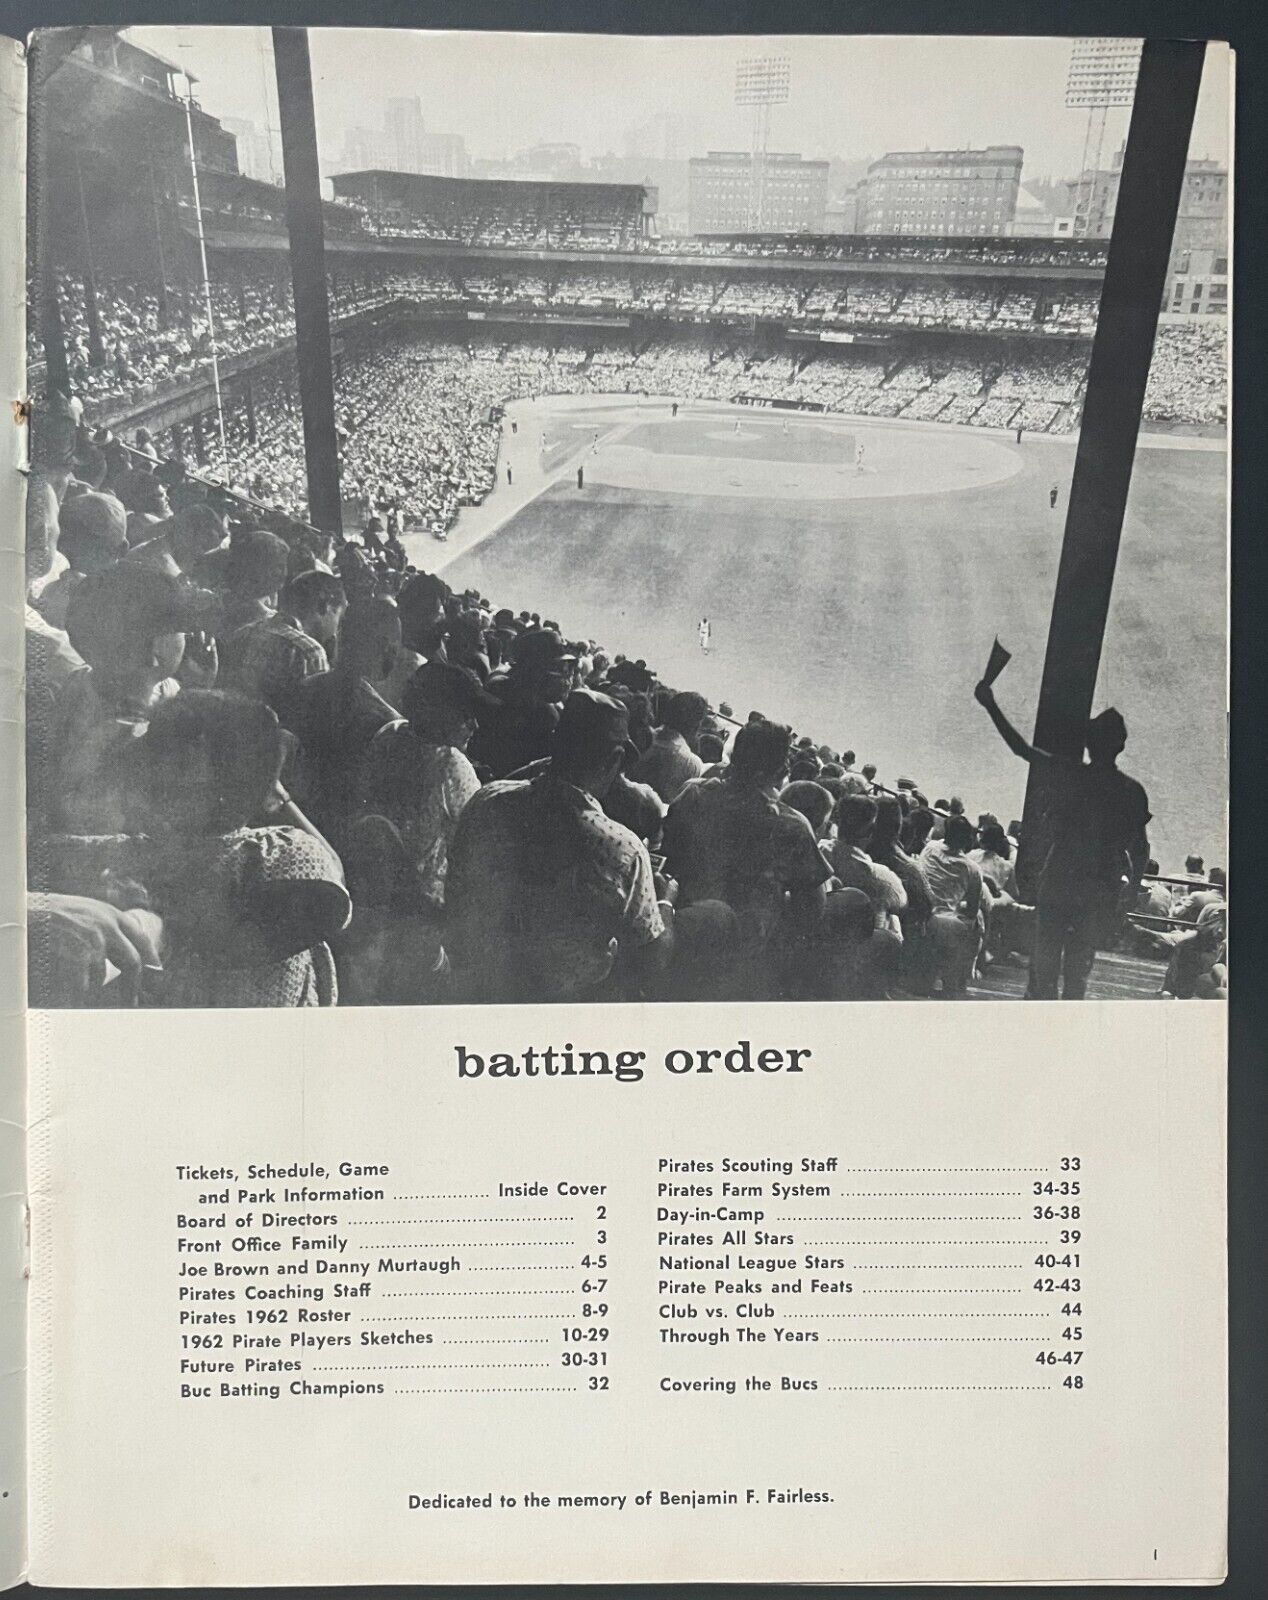 batting order
Tickets, Schedule, Game
and Park Information .................. Inside Cover
Board of Directors ........................................... 2
Front Office Family ......................................... 3
Joe Brown and Danny Murtaugh .................... 4-5
Pirates Coaching Staff ..................................... 6-7
Pirates 1962 Roster ......................................... 8-9
1962 Pirate Players Sketches .................... 10-29
Future Pirates ............................................. 30-31
Buc Batting Champions ................................... 32
Pirates Scouting Staff ...................................... 33
Pirates Farm System .................................. 34-35
Day-in-Camp .............................................. 36-38
Pirates All Stars .............................................. 39
National League Stars ................................ 40-41
Pirate Peaks and Feats .............................. 42-43
Club vs. Club .................................................. 44
Through The Years .......................................... 45
46-47
Covering the Bucs .......................................... 48
Dedicated to the memory of Benjamin F. Fairless.
1